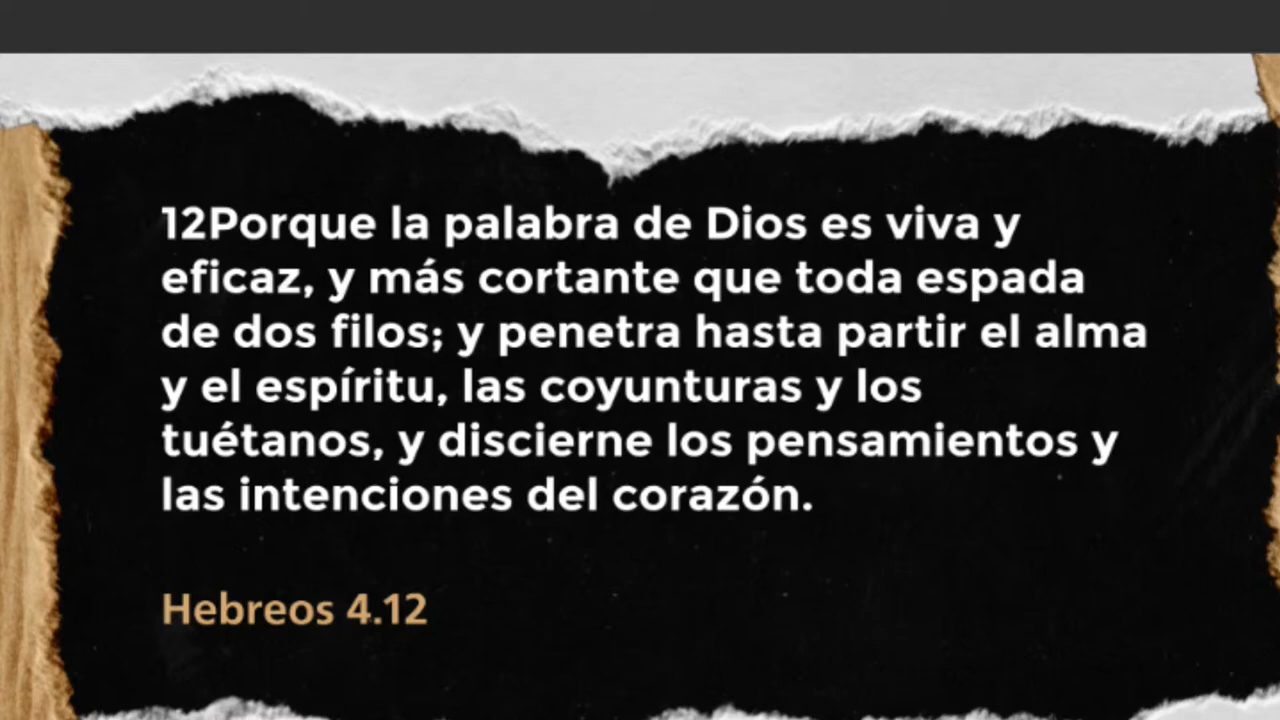 12Porque la palabra de Dios es viva y
eficaz, y más cortante que toda espada
de dos filos; y penetra hasta partir el alma
y el espíritu, las coyunturas y los
tuétanos, y discierne los pensamientos y
las intenciones del corazón.
Hebreos 4.12